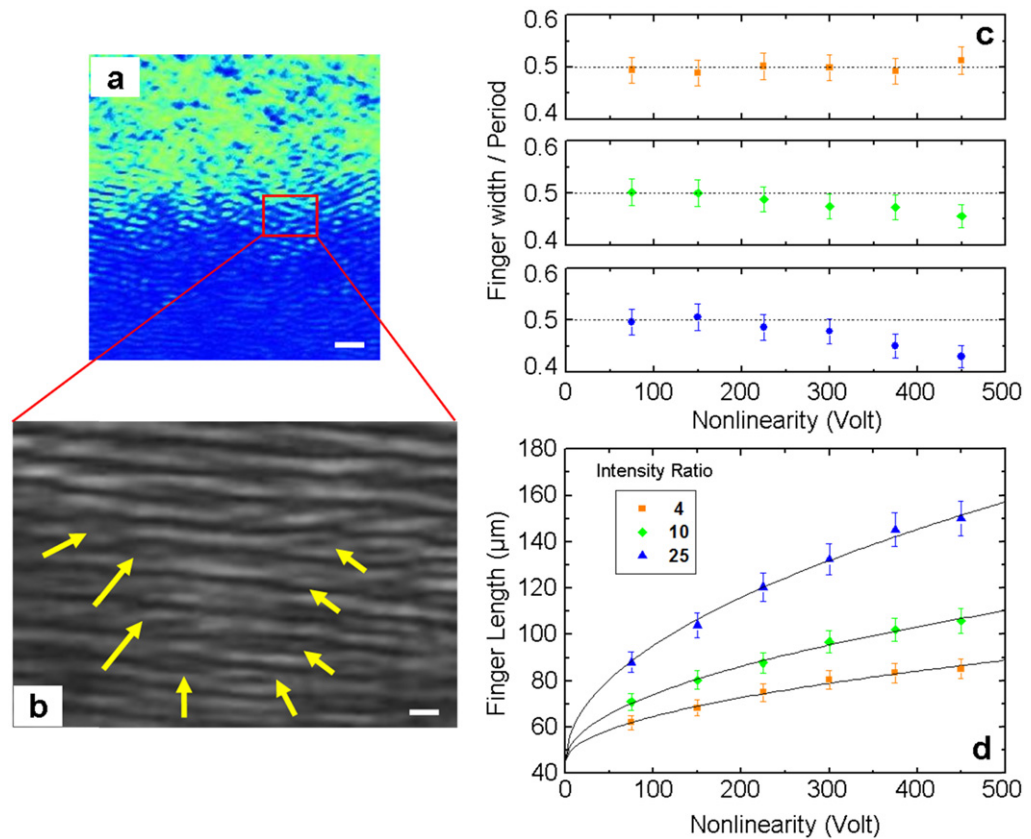 a
b
c
0.6
0.5
0.4
0.6
0.5
0.4
0.6
0.5
0.4
Finger width / Period
0 100 200 300 400 500
Nonlinearity (Volt)
d
180
160
140
120
100
80
60
40
Finger Length (µm)
Intensity Ratio
4
10
25
0 100 200 300 400 500
Nonlinearity (Volt)